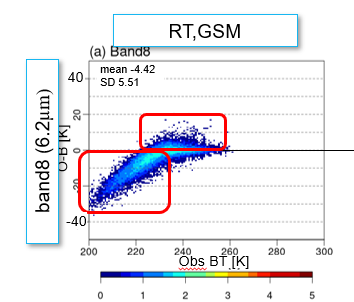 RT,GSM
(a) Band8
mean -4.42
SD 5.51
band8 (6.2μm)
O-B [K]
40
20
0
20
-40
200 220 240 260 280 300
Obs BT [K]
0 1 2 3 4 5